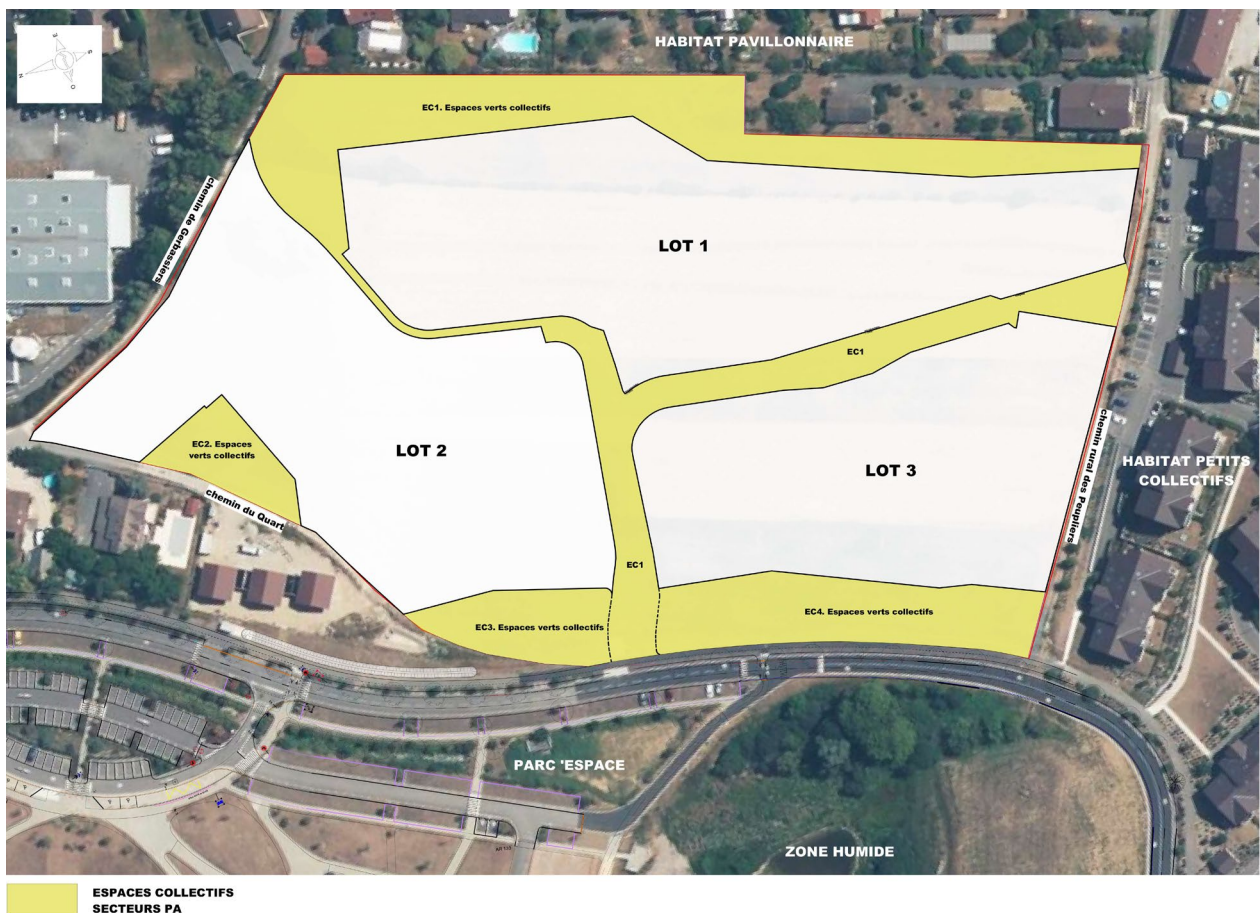 HABITAT PAVILLONNAIRE
EC1. Espaces verts collectifs
chemin de Gerbassiers
LOT 1
EC1
LOT 2
EC2. Espaces
verts collectifs
LOT 3
chemin rural des Peupliers
HABITAT PETITS
COLLECTIFS
chemin du Quart
EC1
EC3. Espaces verts collectifs
EC4. Espaces verts collectifs
PARC 'ESPACE
ZONE HUMIDE
ESPACES COLLECTIFS
SECTEURS PA